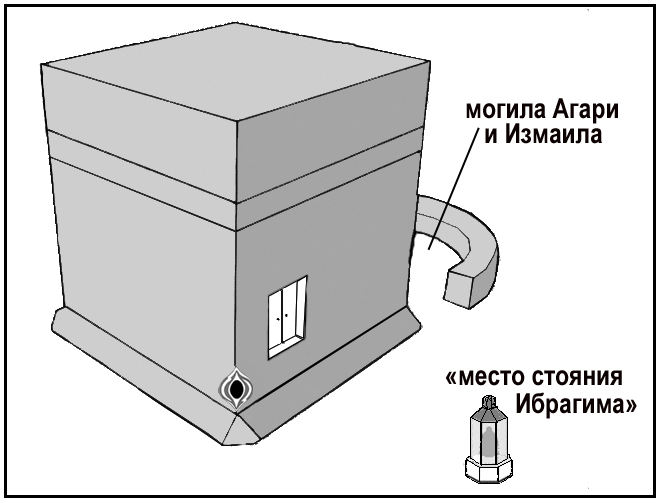 могила Агари
и Измаила
«место стояния
Ибрагима»